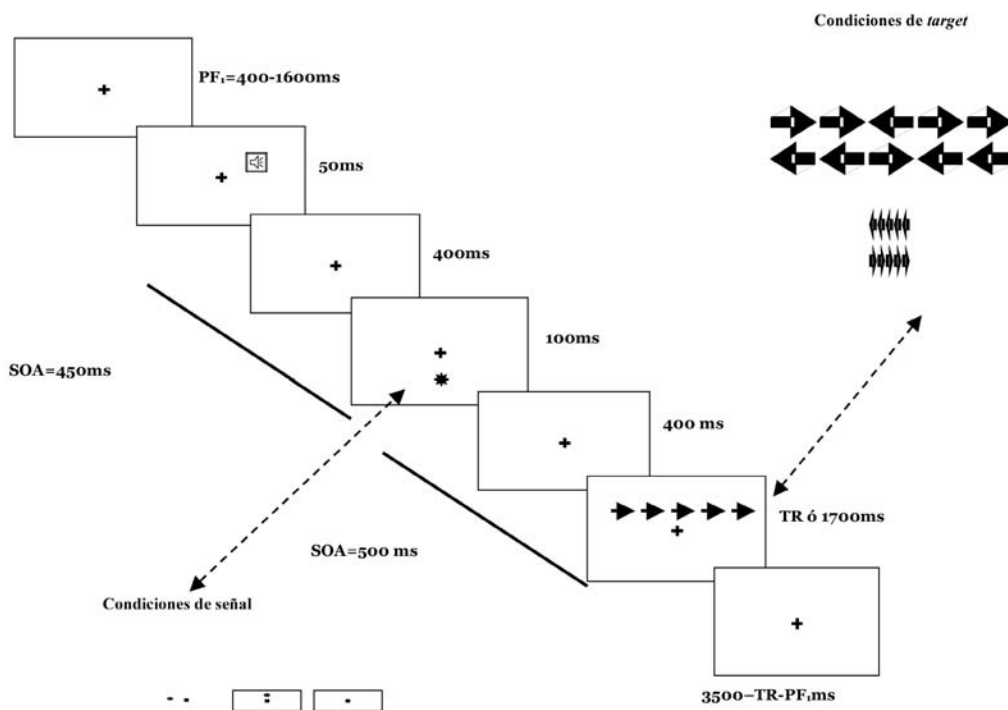 Condiciones de target
PF₁=400-1600ms
50ms
400ms
100ms
SOA=450ms
400 ms
TR ó 1700ms
SOA=500 ms
Condiciones de señal
3500–TR-PF₁ms